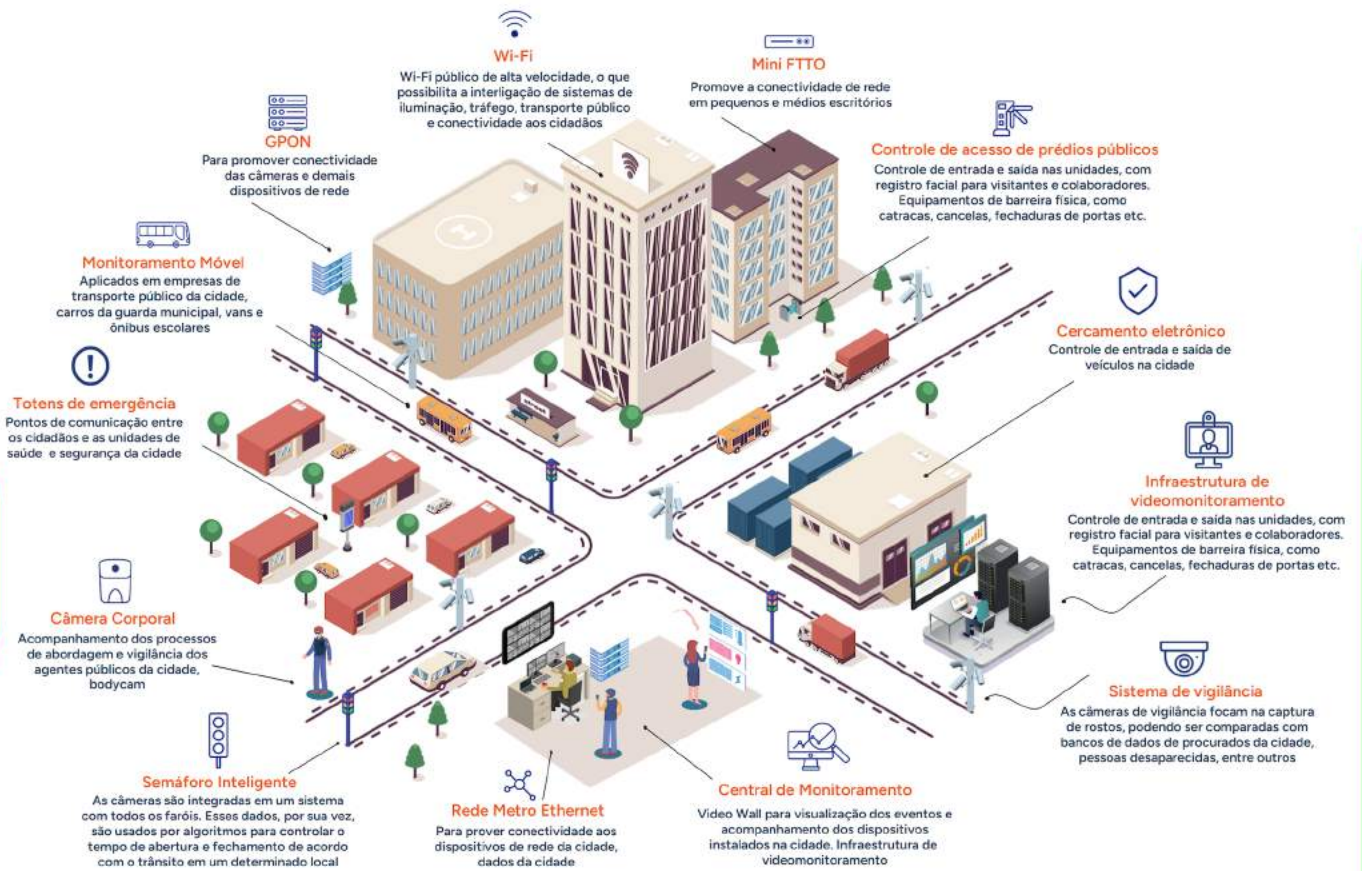 Wi-Fi
Wi-Fi público de alta velocidade, o que
possibilita a interligação de sistemas de
iluminação, tráfego, transporte público
e conectividade aos cidadãos
Mini FTTO
Promove a conectividade de rede
em pequenos e médios escritórios
GPON
Para promover conectividade
das câmeras e demais
dispositivos de rede
Controle de acesso de prédios públicos
Controle de entrada e saída nas unidades, com
registro facial para visitantes e colaboradores.
Equipamentos de barreira física, como
catracas, cancelas, fechaduras de portas etc.
Monitoramento Móvel
Aplicados em empresas de
transporte público da cidade,
carros da guarda municipal, vans e
ônibus escolares
Cercamento eletrônico
Controle de entrada e saída de
veículos na cidade
Totens de emergência
Pontos de comunicação entre
os cidadãos e as unidades de
saúde e segurança da cidade
H
Infraestrutura de
videomonitoramento
Controle de entrada e saída nas unidades, com
registro facial para visitantes e colaboradores.
Equipamentos de barreira física, como
catracas, cancelas, fechaduras de portas etc.
Câmera Corporal
Acompanhamento dos processos
de abordagem e vigilância dos
agentes públicos da cidade,
bodycam
Sistema de vigilância
As câmeras de vigilância focam na captura
de rostos, podendo ser comparadas com
bancos de dados de procurados da cidade,
pessoas desaparecidas, entre outros
Semáforo Inteligente
As câmeras são integradas em um sistema
com todos os faróis. Esses dados, por sua vez,
são usados por algoritmos para controlar o
tempo de abertura e fechamento de acordo
com o trânsito em um determinado local
Rede Metro Ethernet
Para prover conectividade aos
dispositivos de rede da cidade,
dados da cidade
Central de Monitoramento
Video Wall para visualização dos eventos e
acompanhamento dos dispositivos
instalados na cidade. Infraestrutura de
videomonitoramento